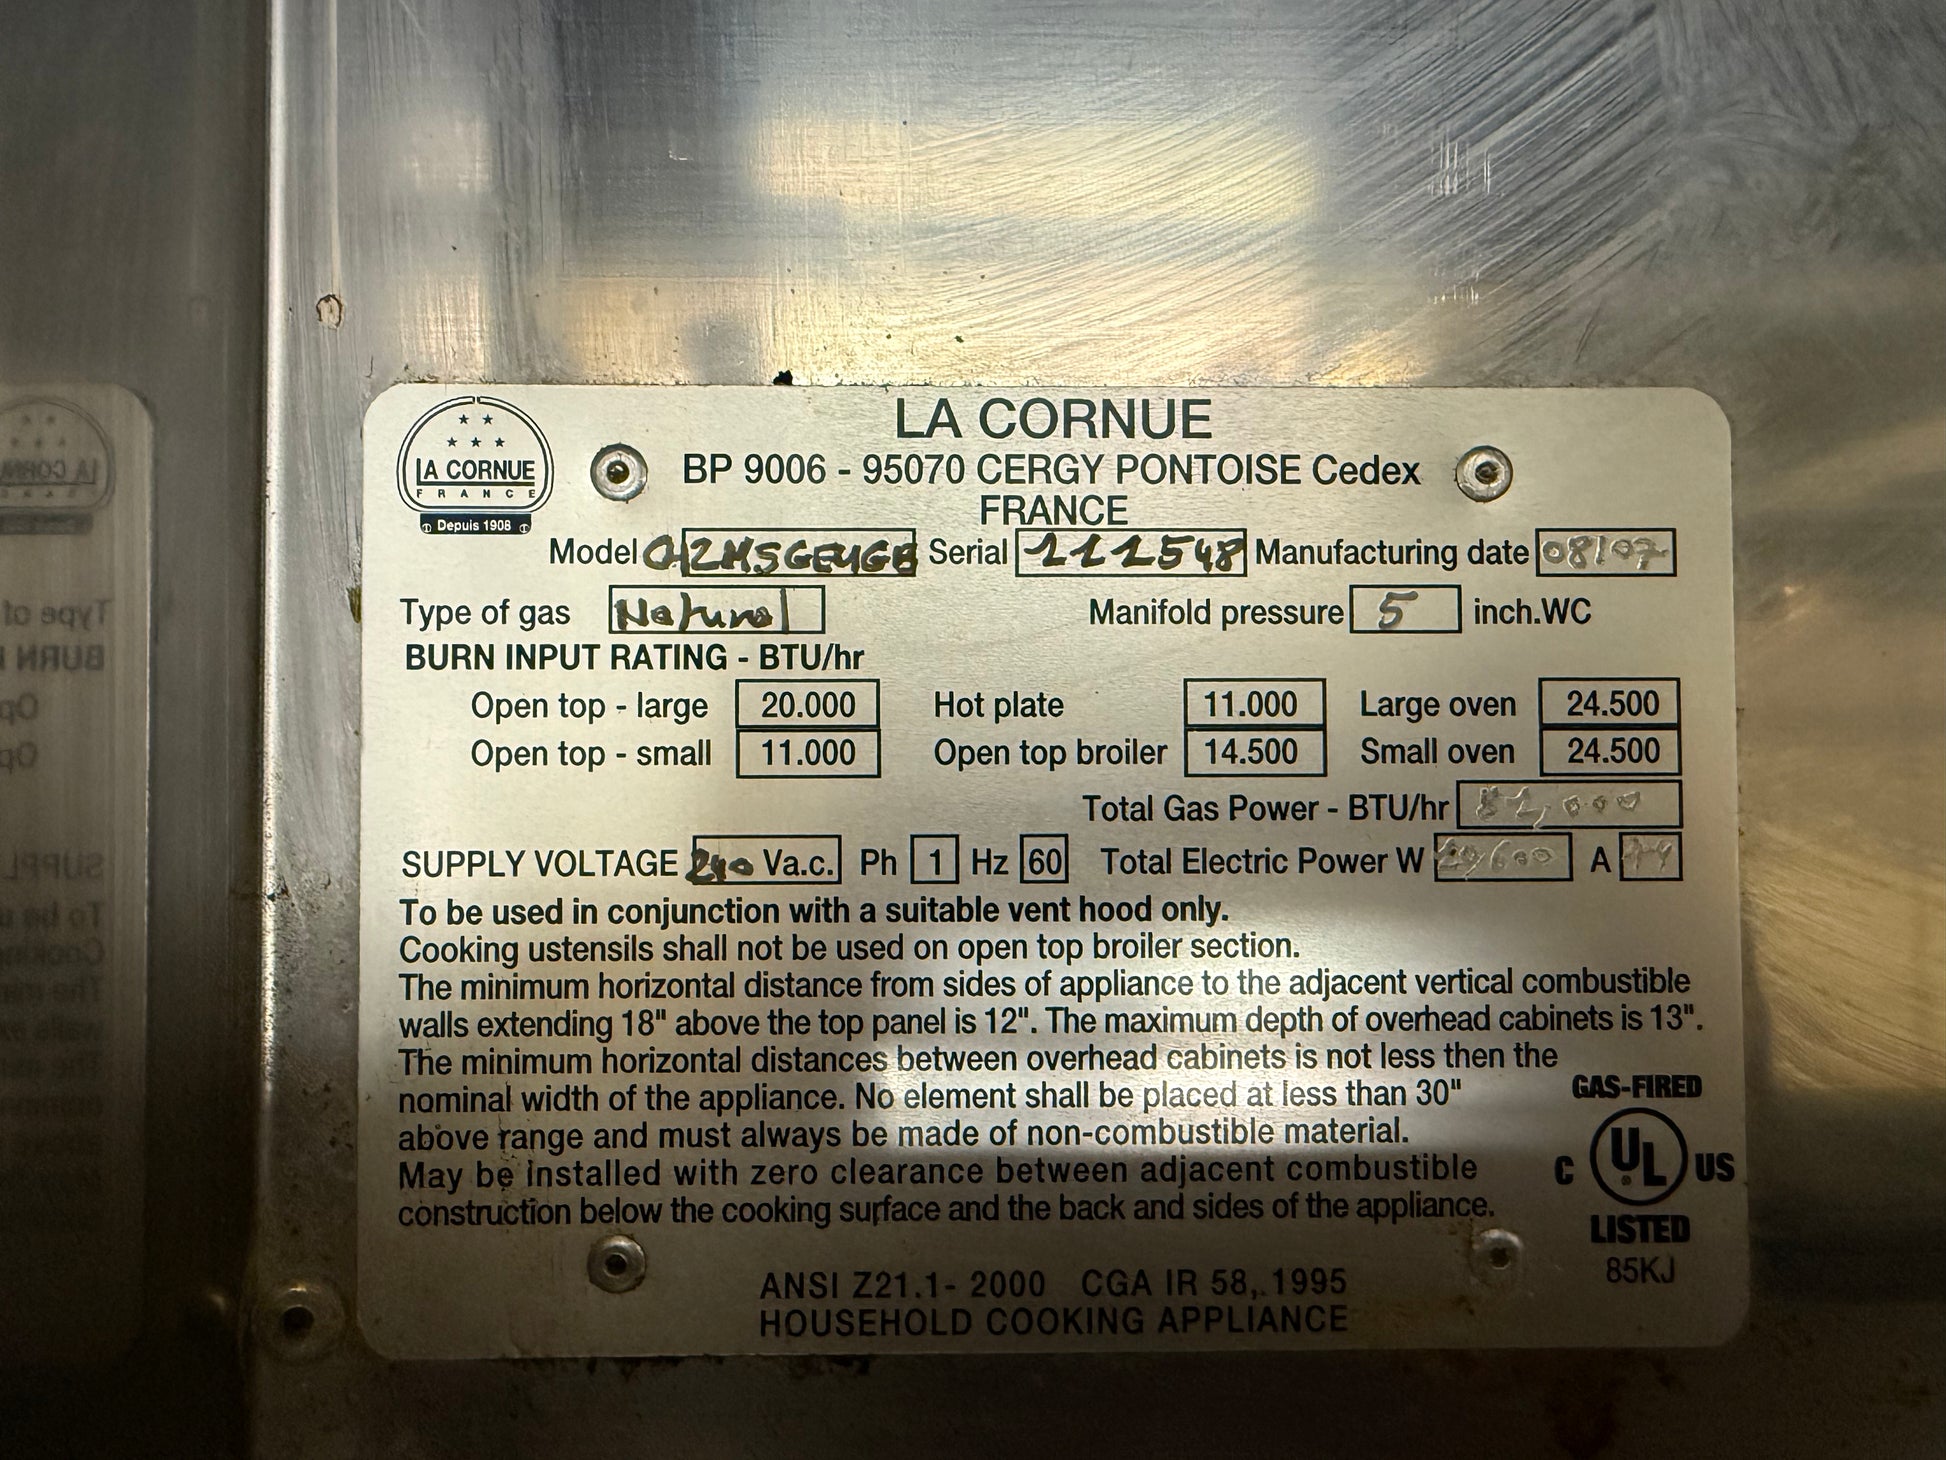 LA CORNUE
FRANCE
Depuis 1908
LA CORNUE
BP 9006 - 95070 CERGY PONTOISE Cedex
FRANCE
Model Serial 111548 Manufacturing date 08/07
Type of gas Natural Manifold pressure 5 inch.WC
BURN INPUT RATING - BTU/hr
Open top - large 20.000 Hot plate 11.000 Large oven 24.500
Open top - small 11.000 Open top broiler 14.500 Small oven 24.500
Total Gas Power - BTU/hr
SUPPLY VOLTAGE 240 Va.c. Ph 1 Hz 60 Total Electric Power W A
To be used in conjunction with a suitable vent hood only.
Cooking ustensils shall not be used on open top broiler section.
The minimum horizontal distance from sides of appliance to the adjacent vertical combustible
walls extending 18" above the top panel is 12". The maximum depth of overhead cabinets is 13".
The minimum horizontal distances between overhead cabinets is not less then the
nominal width of the appliance. No element shall be placed at less than 30"
above range and must always be made of non-combustible material.
May be installed with zero clearance between adjacent combustible
construction below the cooking surface and the back and sides of the appliance.
GAS-FIRED
C UL US
LISTED
85KJ
ANSI Z21.1- 2000 CGA IR 58, 1995
HOUSEHOLD COOKING APPLIANCE